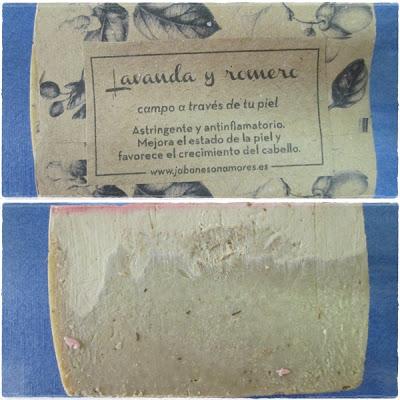 Lavanda y romero
campo a través de tu piel
Astringente y antinflamatorio.
Mejora el estado de la piel y
favorece el crecimiento del cabello.
www.jabonesonamores.es